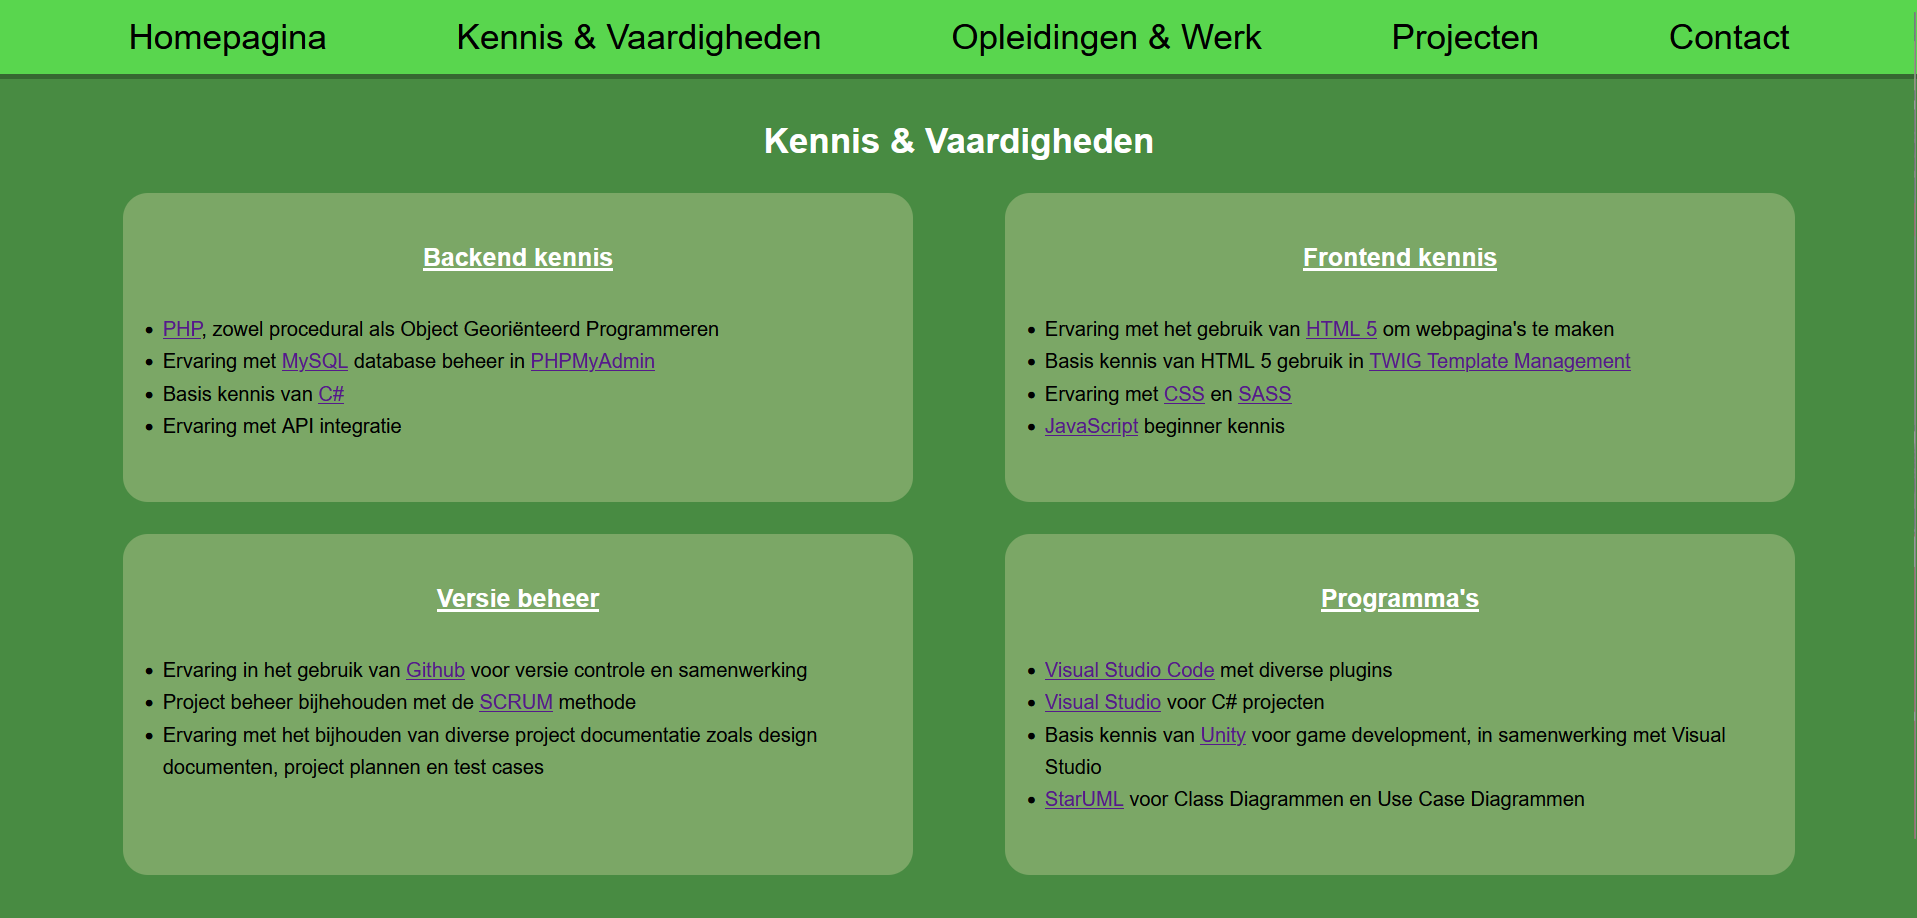 Homepagina Kennis & Vaardigheden Opleidingen & Werk Projecten Contact
Kennis & Vaardigheden
Backend kennis
PHP, zowel procedural als Object Georiënteerd Programmeren
Ervaring met MySQL database beheer in PHPMyAdmin
Basis kennis van C#
Ervaring met API integratie
Frontend kennis
Ervaring met het gebruik van HTML 5 om webpagina's te maken
Basis kennis van HTML 5 gebruik in TWIG Template Management
Ervaring met CSS en SASS
JavaScript beginner kennis
Versie beheer
Ervaring in het gebruik van Github voor versie controle en samenwerking
Project beheer bijhehouden met de SCRUM methode
Ervaring met het bijhouden van diverse project documentatie zoals design
documenten, project plannen en test cases
Programma's
Visual Studio Code met diverse plugins
Visual Studio voor C# projecten
Basis kennis van Unity voor game development, in samenwerking met Visual
Studio
StarUML voor Class Diagrammen en Use Case Diagrammen